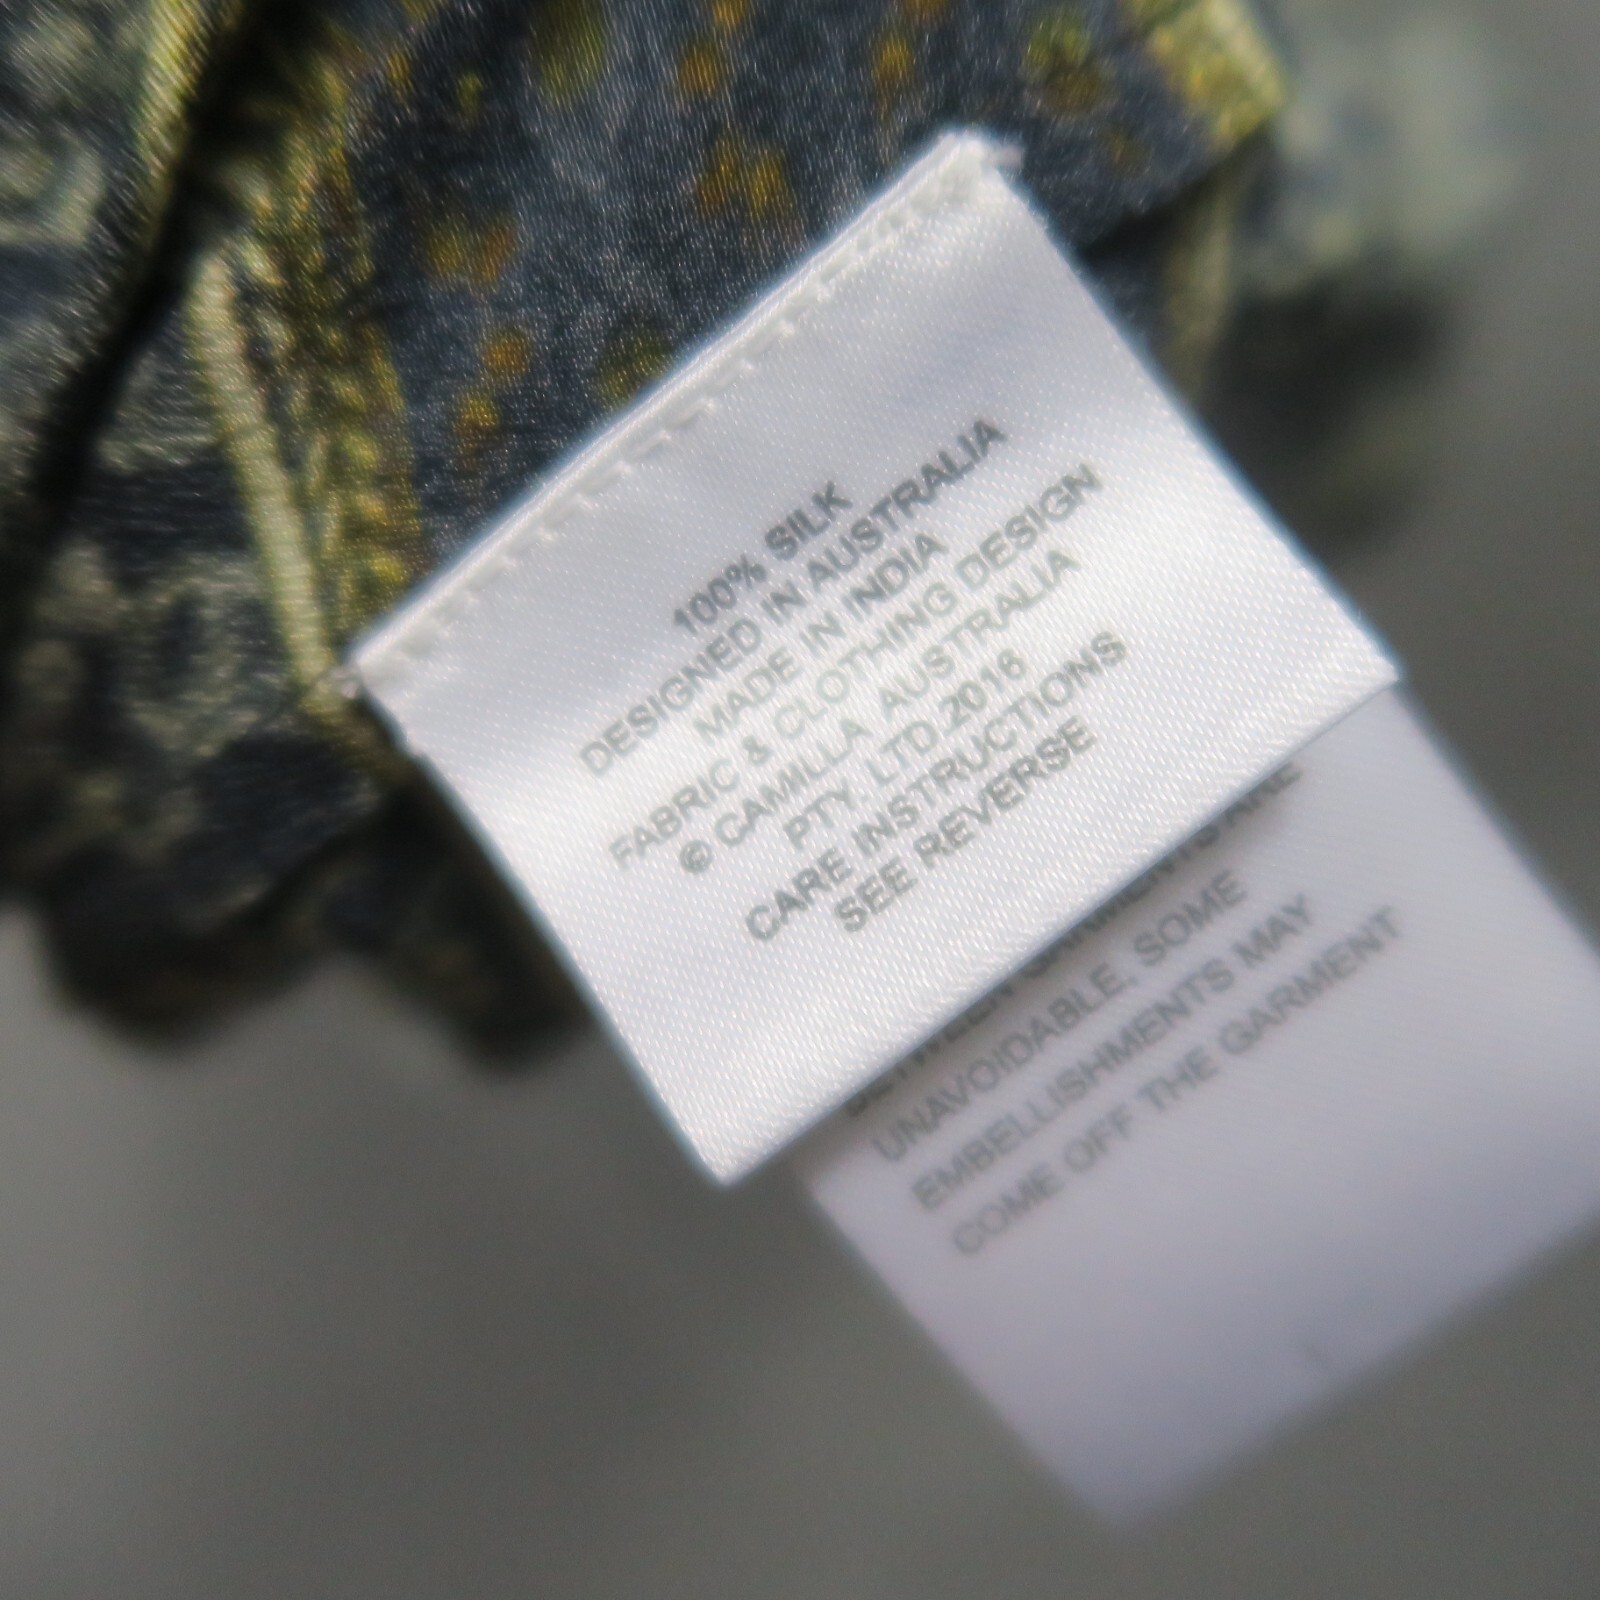 100% SILK
DESIGNED IN AUSTRALIA
MADE IN INDIA
FABRIC & CLOTHING DESIGN
© CAMILLA AUSTRALIA
PTY. LTD.2016
CARE INSTRUCTIONS
SEE REVERSE
UNAVOIDABLE. SOME
EMBELLISHMENTS MAY
COME OFF THE GARMENT